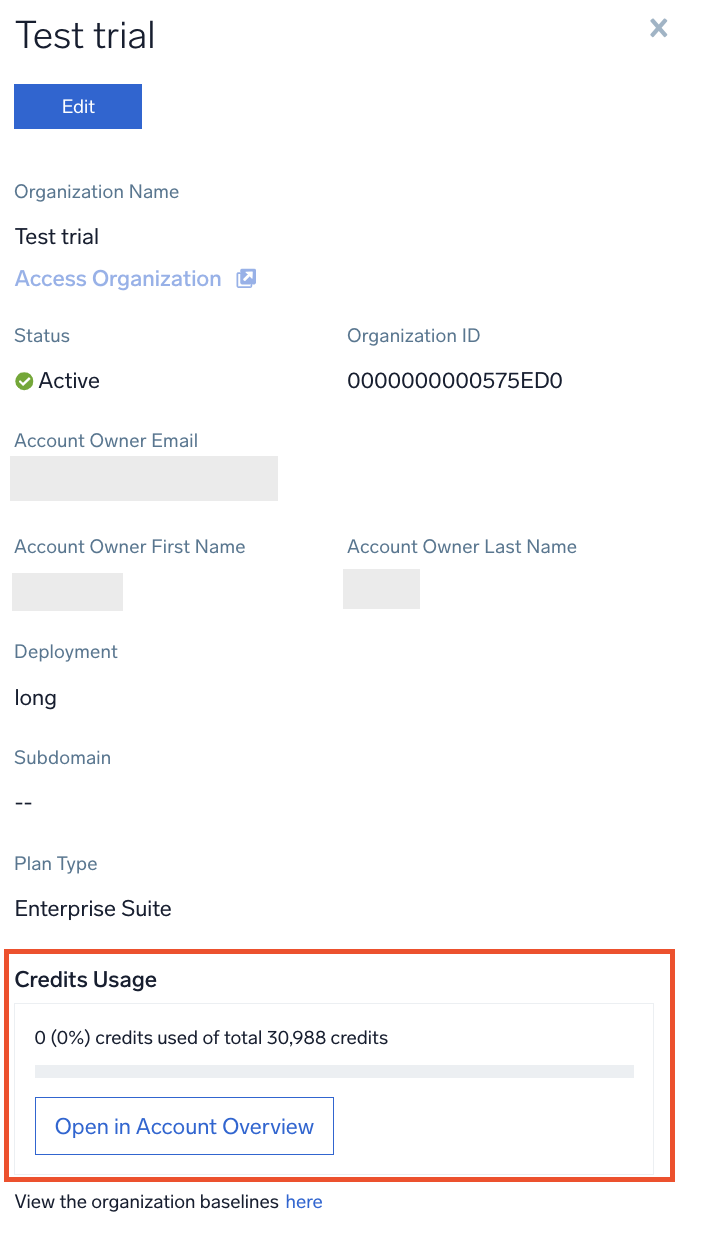 Test trial
Edit
Organization Name
Test trial
Access Organization
Status
Organization ID
Active
0000000000575ED0
Account Owner Email
Account Owner First Name
Account Owner Last Name
Deployment
long
Subdomain
--
Plan Type
Enterprise Suite
Credits Usage
0 (0%) credits used of total 30,988 credits
Open in Account Overview
View the organization baselines here